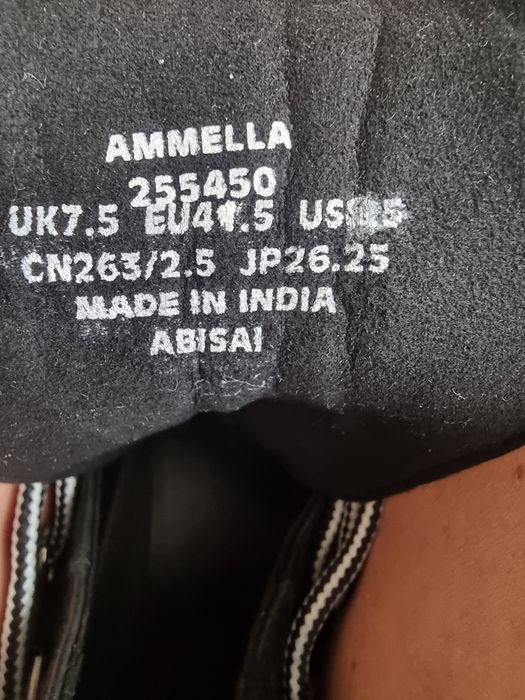 AMMELLA
255450
UK7.5 EU41.5
CN263/2.5 JP26.25
MADE IN INDIA
ABISAI